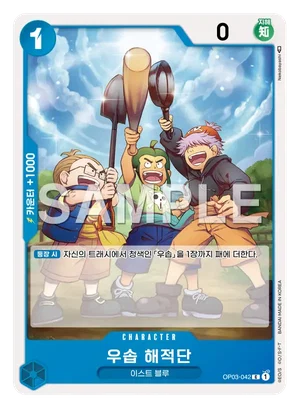 1
0
지혜
知
카운터 +1000
SAMPLE
등장 시 자신의 트래시에서 청색인 「우솝」을 1장까지 패에 더한다.
CHARACTER
우솝 해적단
이스트 블루
OP03-042 C 1
BANDAI MADE IN KOREA